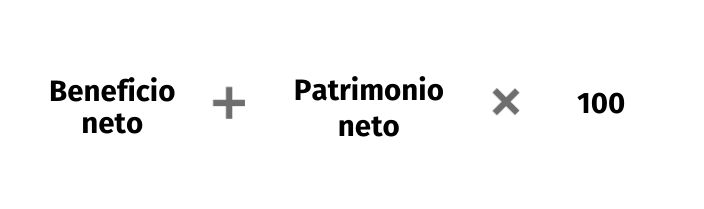 Beneficio
neto
+
Patrimonio
neto
×
100